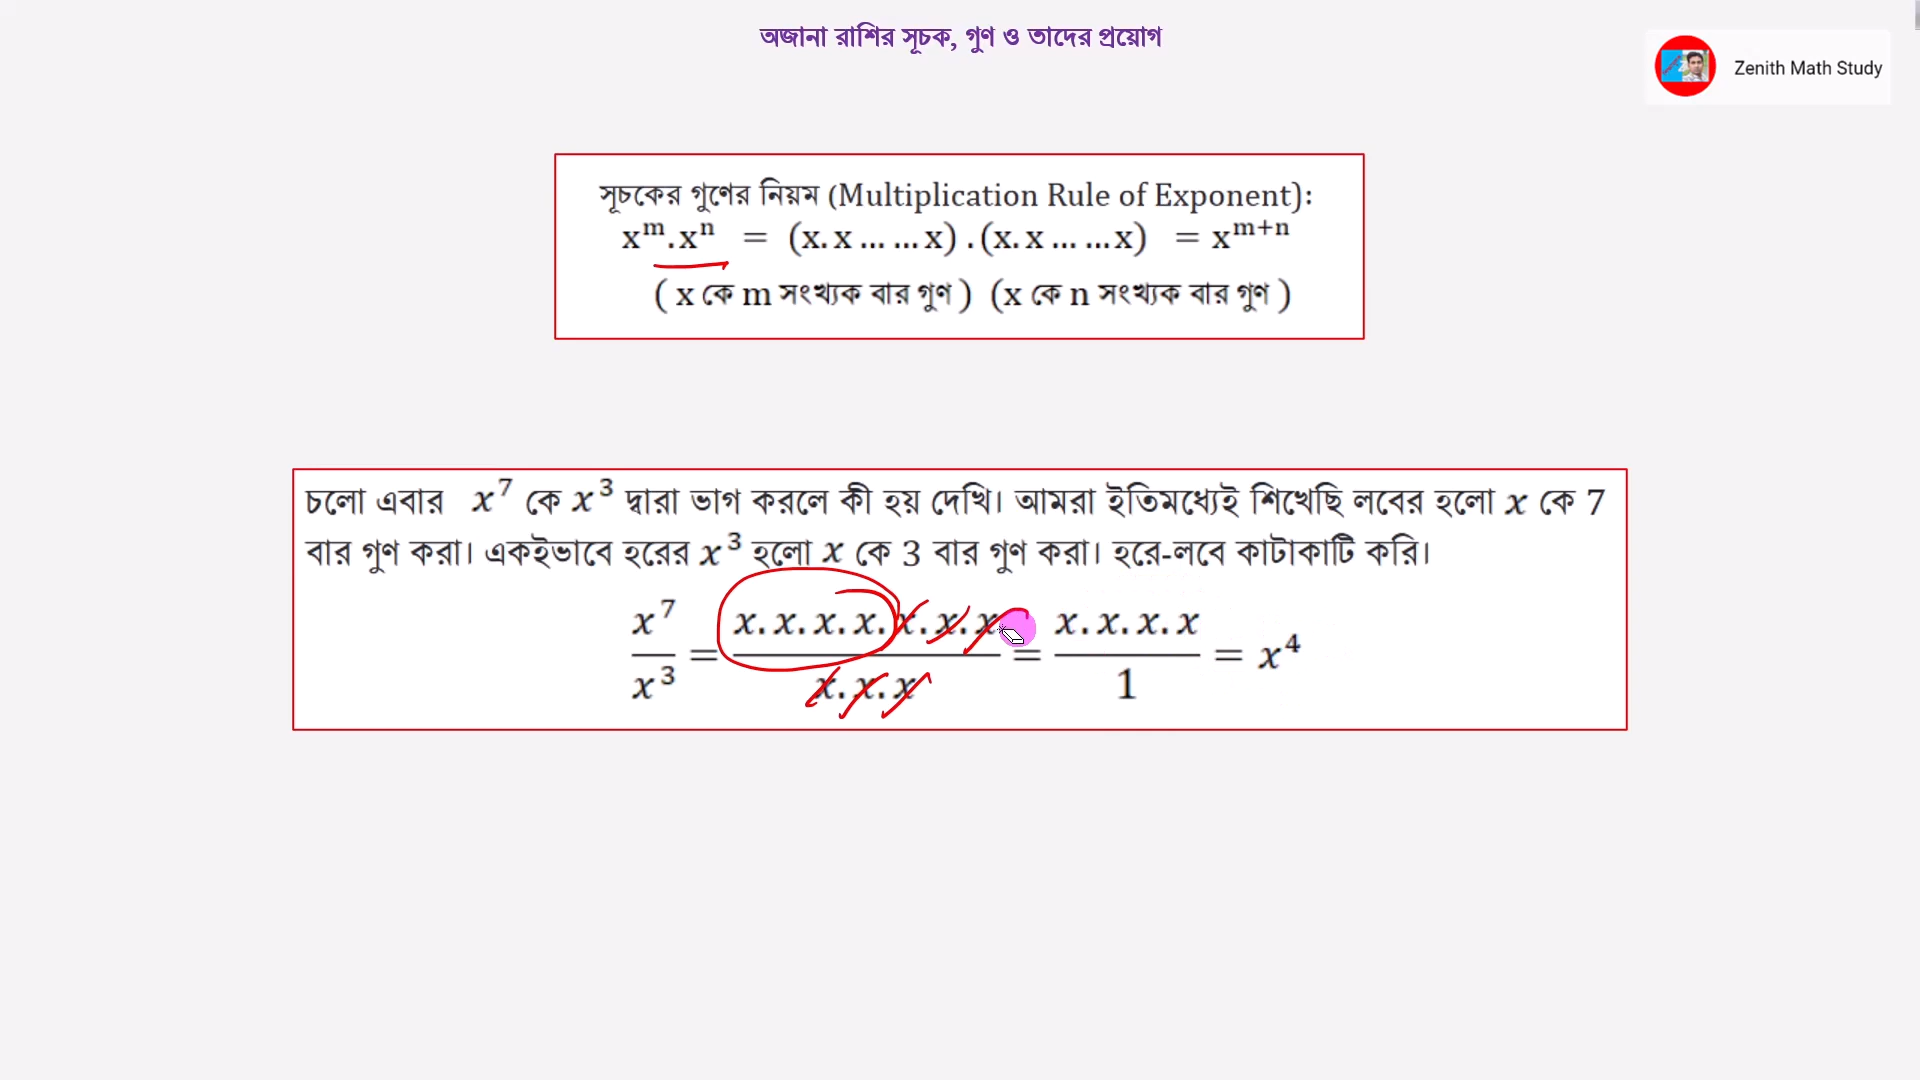 অজানা রাশির সূচক, গুণ ও তাদের প্রয়োগ
Zenith Math Study
সূচকের গুণের নিয়ম (Multiplication Rule of Exponent):
xᵐ.xⁿ = (x. x ... ... x) . (x. x ... ... x) = xᵐ⁺ⁿ
( x কে m সংখ্যক বার গুণ ) (x কে n সংখ্যক বার গুণ )
চলো এবার x⁷ কে x³ দ্বারা ভাগ করলে কী হয় দেখি। আমরা ইতিমধ্যেই শিখেছি লবের হলো x কে 7
বার গুণ করা। একইভাবে হরের x³ হলো x কে 3 বার গুণ করা। হরে-লবে কাটাকাটি করি।
x⁷/x³ = x.x.x.x.x.x.x/x.x.x = x.x.x.x/1 = x⁴